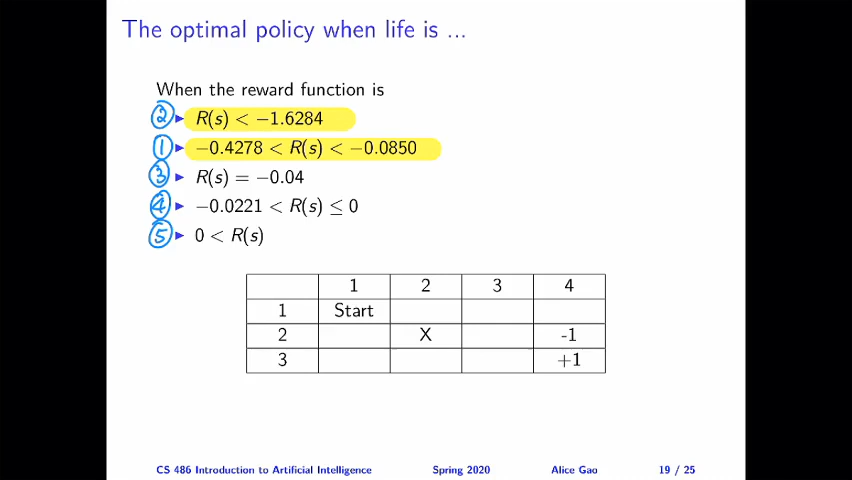 The optimal policy when life is ...
When the reward function is
② ▶ R(s) < −1.6284
① ▶ −0.4278 < R(s) < −0.0850
③ ▶ R(s) = −0.04
④ ▶ −0.0221 < R(s) ≤ 0
⑤ ▶ 0 < R(s)
1 2 3 4
1 Start
2 X -1
3 +1
CS 486 Introduction to Artificial Intelligence Spring 2020 Alice Gao 19 / 25